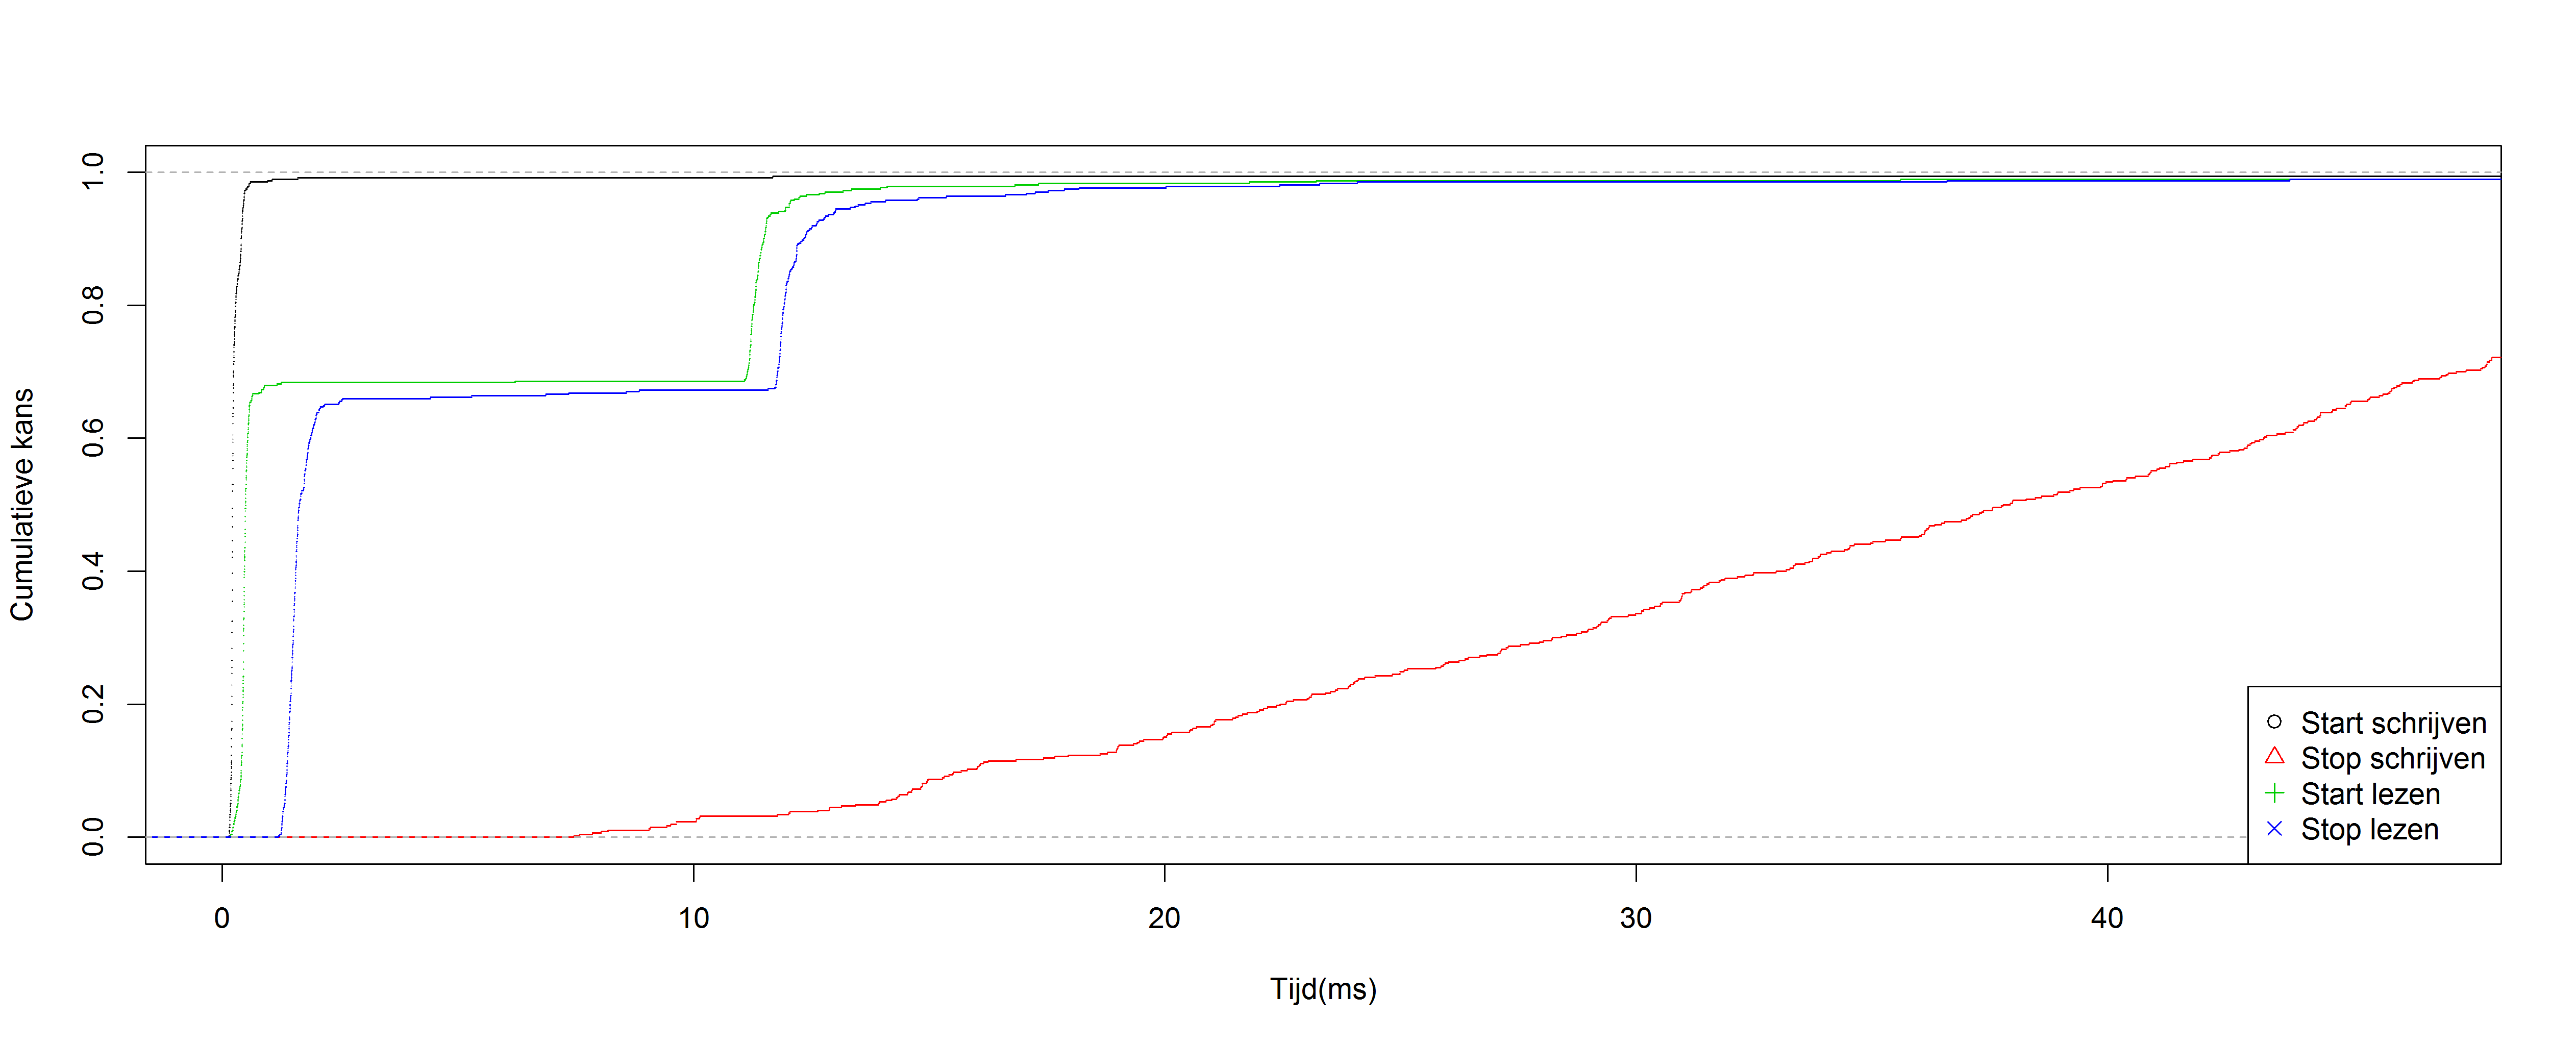 1.0
0.8
0.6
0.4
0.2
0.0
Cumulatieve kans
0 10 20 30 40
Tijd(ms)
Start schrijven
Stop schrijven
Start lezen
Stop lezen